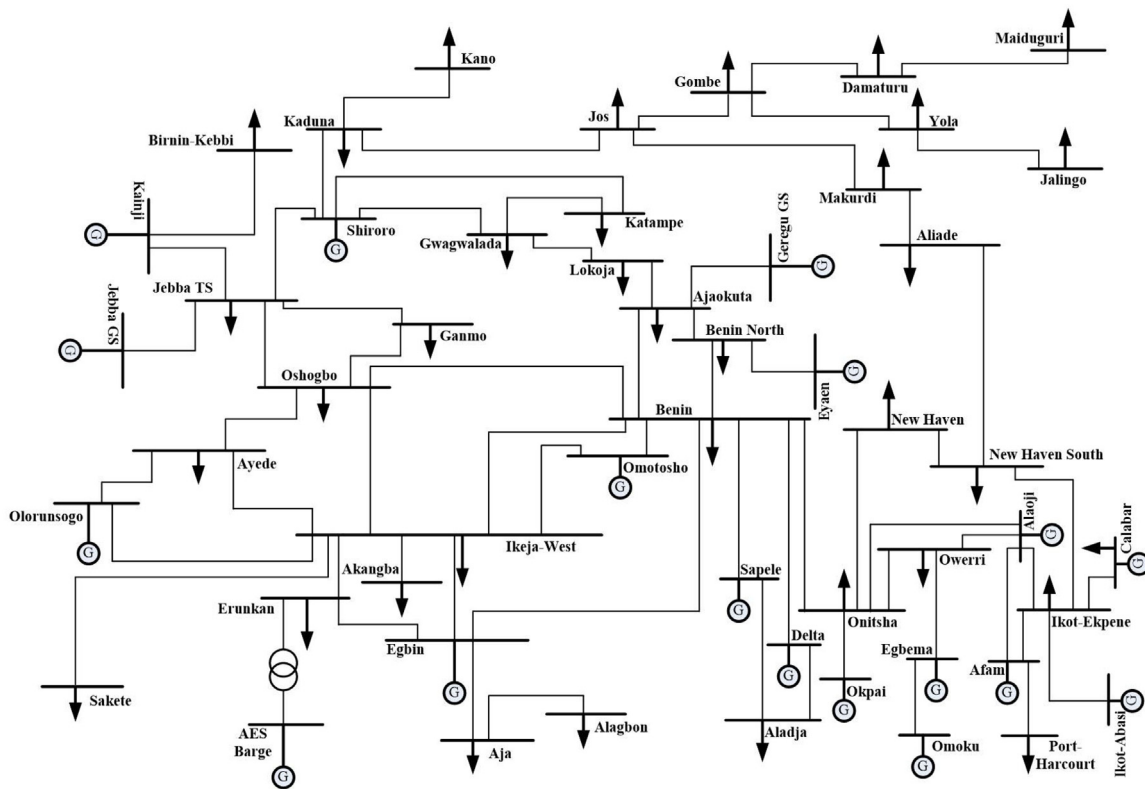 Maiduguri
Kano
Gombe
Damaturu
Kaduna
Jos
Yola
Birnin-Kebbi
Jalingo
Kainji
Makurdi
G
Shiroro
G
Katampe
Gwagwalada
Geregu GS
G
Aliade
Lokoja
Jebba TS
Ajaokuta
Jebba GS
G
Ganmo
Benin North
Eyaen
G
Oshogbo
Benin
New Haven
Ayede
Omotosho
G
New Haven South
Olorunsogo
G
Ikeja-West
Alaoji
G
Calabar
G
Akangba
Sapele
G
Owerri
Erunkan
Onitsha
Ikot-Ekpene
Egbin
G
Delta
G
Egbema
G
Afam
G
Okpai
G
Ikot-Abasi
G
Sakete
AES
Barge
G
Aja
Alagbon
Aladja
Omoku
G
Port-
Harcourt